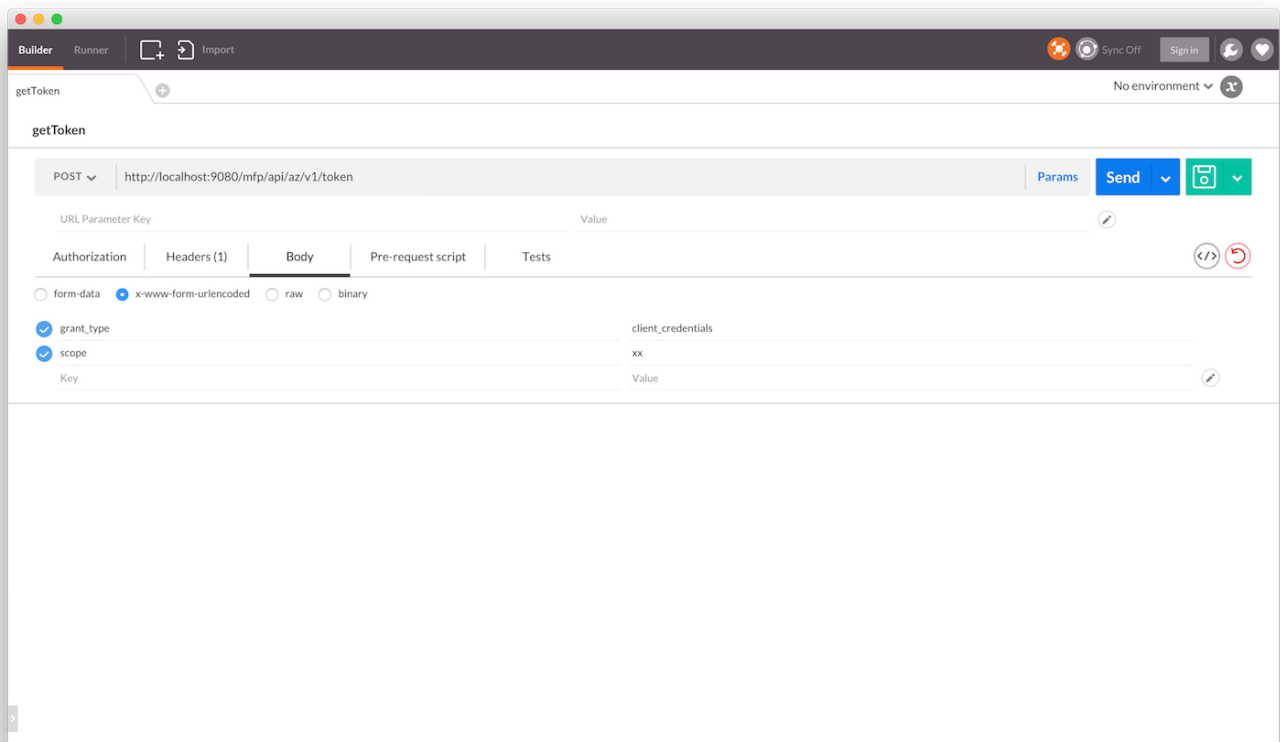 Builder Runner Import Sync Off Sign in
getToken No environment x
getToken
POST http://localhost:9080/mfp/api/az/v1/token Params Send
URL Parameter Key Value
Authorization Headers (1) Body Pre-request script Tests </>
form-data x-www-form-urlencoded raw binary
grant_type client_credentials
scope xx
Key Value